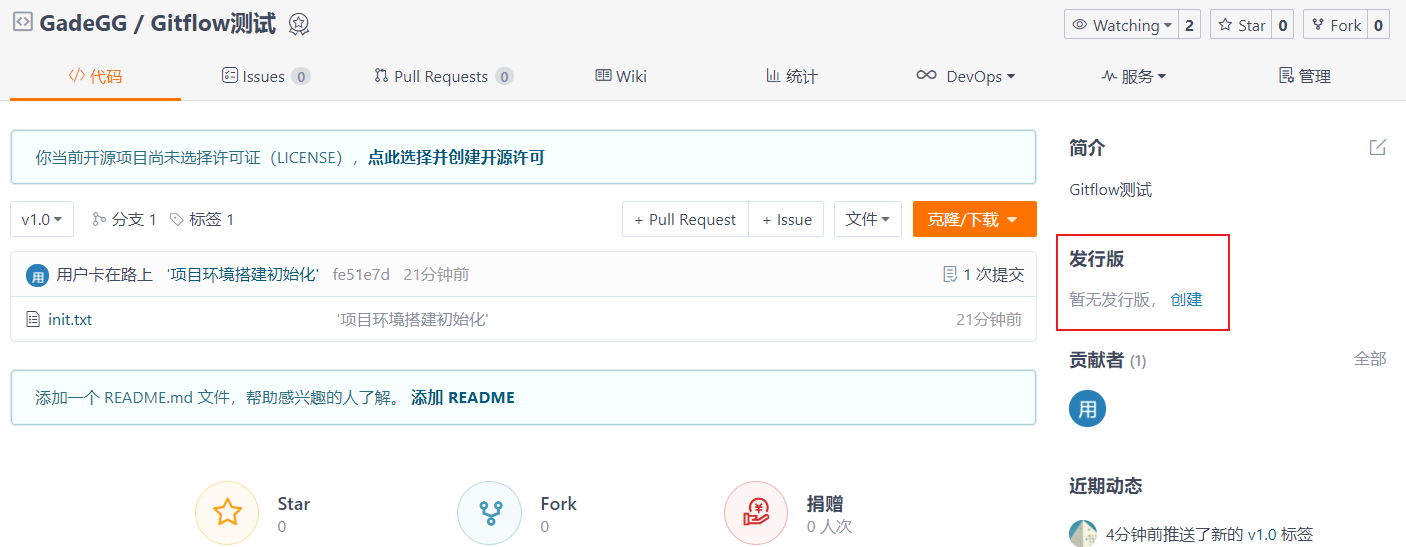 GadeGG / Gitflow测试
Watching 2 Star 0 Fork 0
代码 Issues 0 Pull Requests 0 Wiki 统计 DevOps 服务 管理
你当前开源项目尚未选择许可证（LICENSE），点此选择并创建开源许可
简介
Gitflow测试
v1.0 分支 1 标签 1 + Pull Request + Issue 文件 克隆/下载
发行版
暂无发行版， 创建
用 用户卡在路上 '项目环境搭建初始化' fe51e7d 21分钟前 1 次提交
init.txt '项目环境搭建初始化' 21分钟前
贡献者 (1) 全部
用
添加一个 README.md 文件，帮助感兴趣的人了解。 添加 README
近期动态
4分钟前推送了新的 v1.0 标签
Star
0
Fork
0
捐赠
0 人次